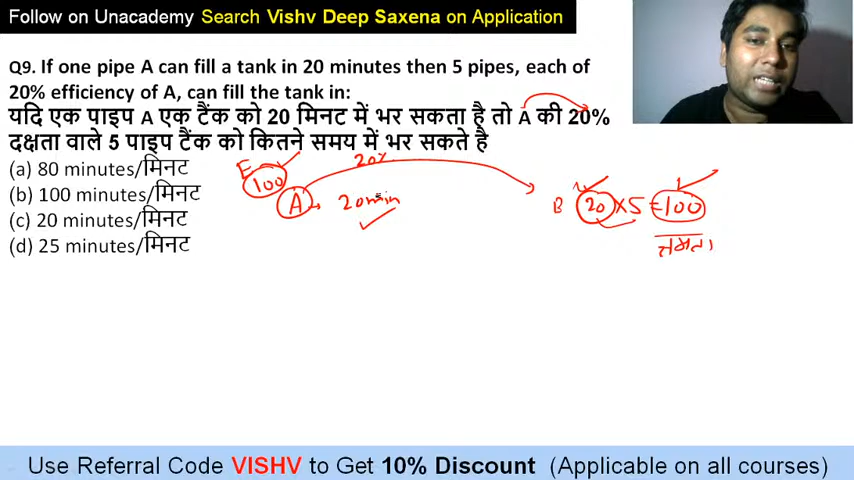 Follow on Unacademy Search Vishv Deep Saxena on Application
Q9. If one pipe A can fill a tank in 20 minutes then 5 pipes, each of
20% efficiency of A, can fill the tank in:
यदि एक पाइप A एक टैंक को 20 मिनट में भर सकता है तो A की 20%
दक्षता वाले 5 पाइप टैंक को कितने समय में भर सकते है
(a) 80 minutes/मिनट
(b) 100 minutes/मिनट
(c) 20 minutes/मिनट
(d) 25 minutes/मिनट
E
100
20%
A → 20 min
B 20 × 5 = 100
Use Referral Code VISHV to Get 10% Discount (Applicable on all courses)